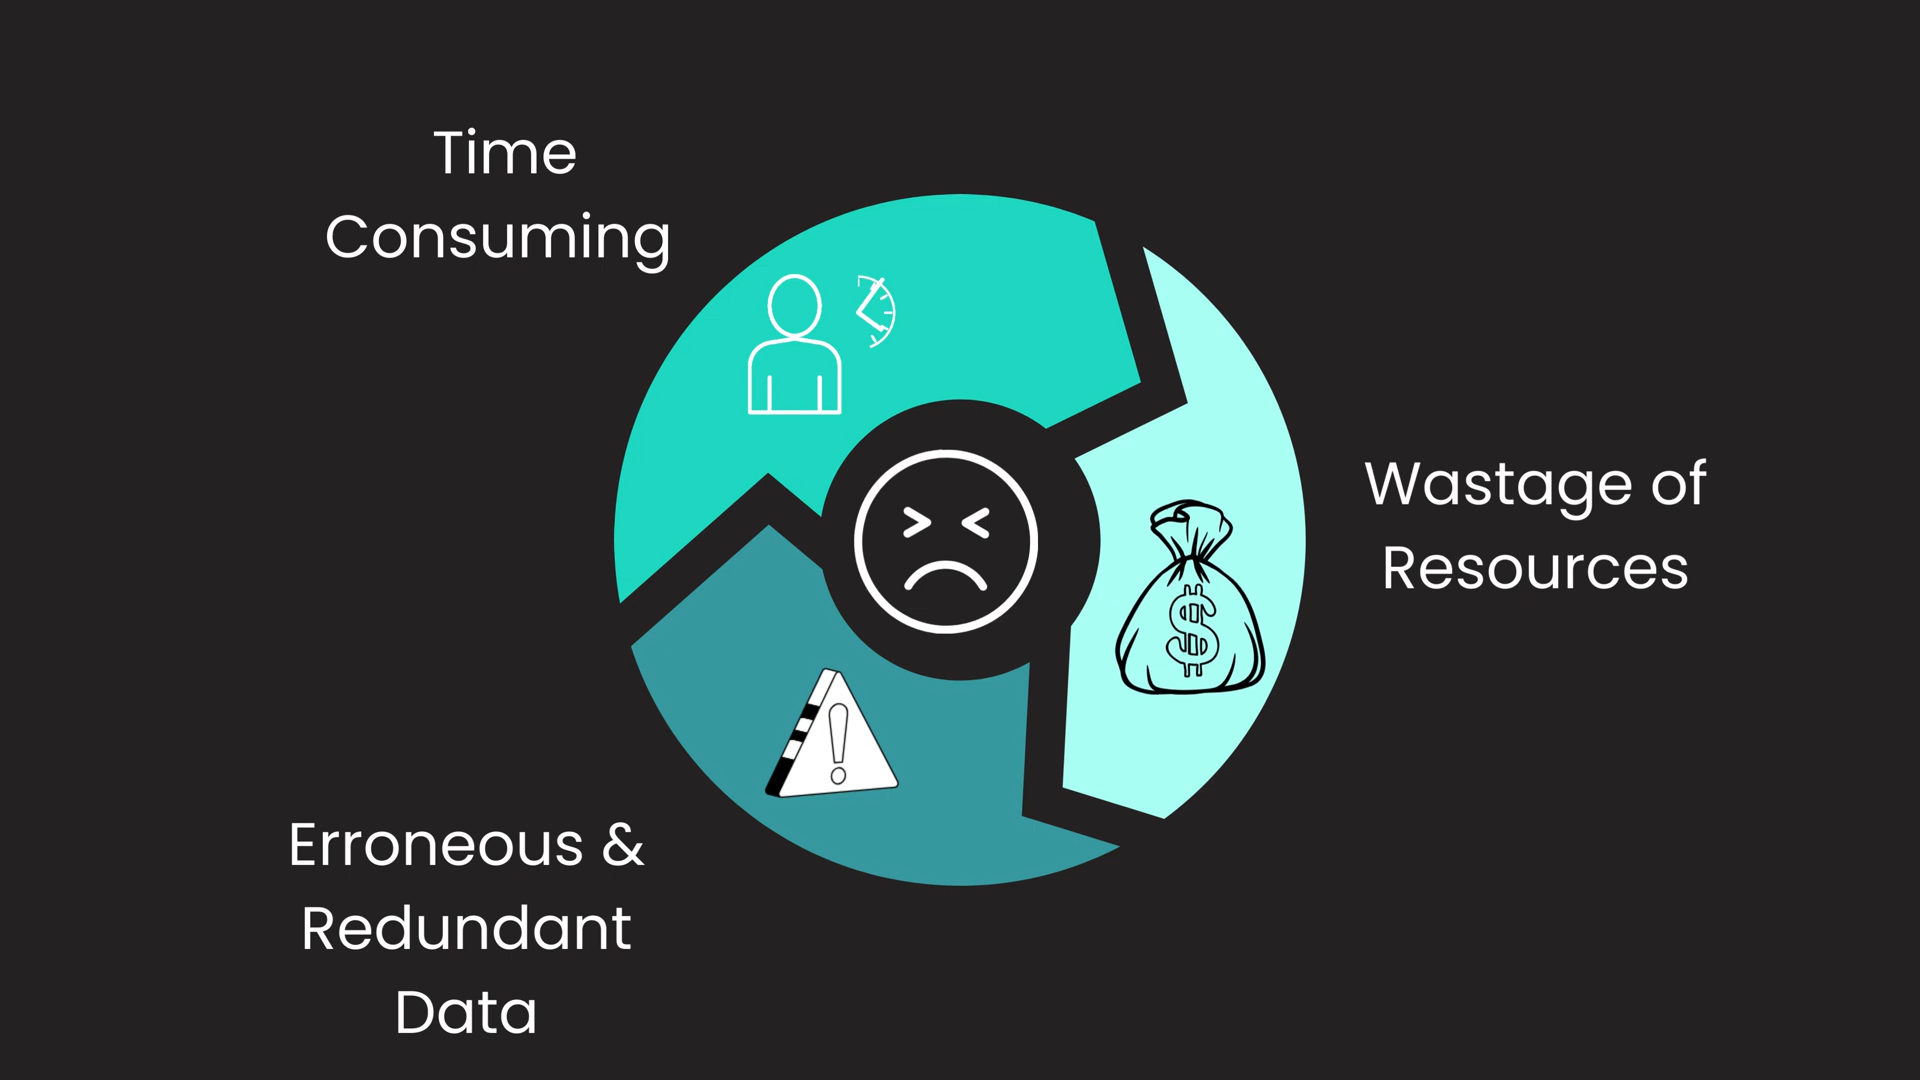 Time
Consuming
Wastage of
Resources
$
Erroneous &
Redundant
Data